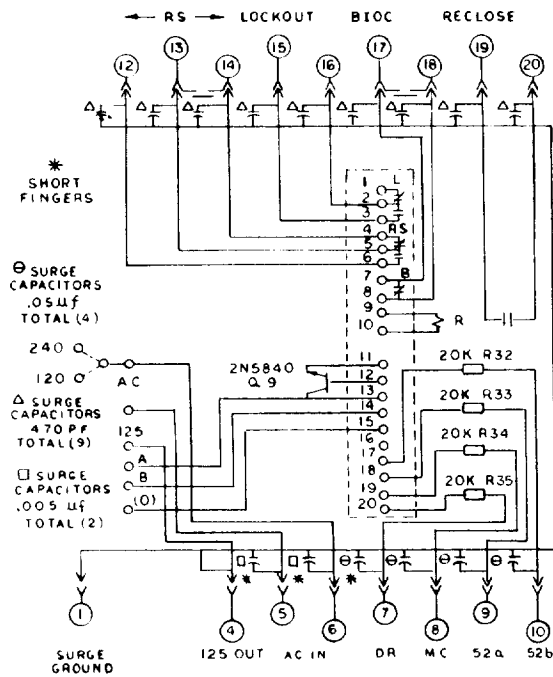 ← RS → LOCKOUT BIOC RECLOSE
13 14 15 16 17 18 19 20
12
Δ Δ Δ Δ Δ Δ Δ Δ Δ
*
SHORT
FINGERS
1 L
2
3
4 RS
5
6
7 B
8
9
10 R
⊖ SURGE
CAPACITORS
.05μf
TOTAL (4)
240
120
AC
2N5840
Q 9
11
12
13
14
15
16
17
18
19
20
20K R32
20K R33
20K R34
20K R35
Δ SURGE
CAPACITORS
470 PF
TOTAL (9)
125
A
B
(0)
□ SURGE
CAPACITORS
.005 μf
TOTAL (2)
□ □ ⊖ ⊖ ⊖ ⊖
* * *
1 4 5 6 7 8 9 10
SURGE
GROUND
125 OUT AC IN DR MC 52a 52b